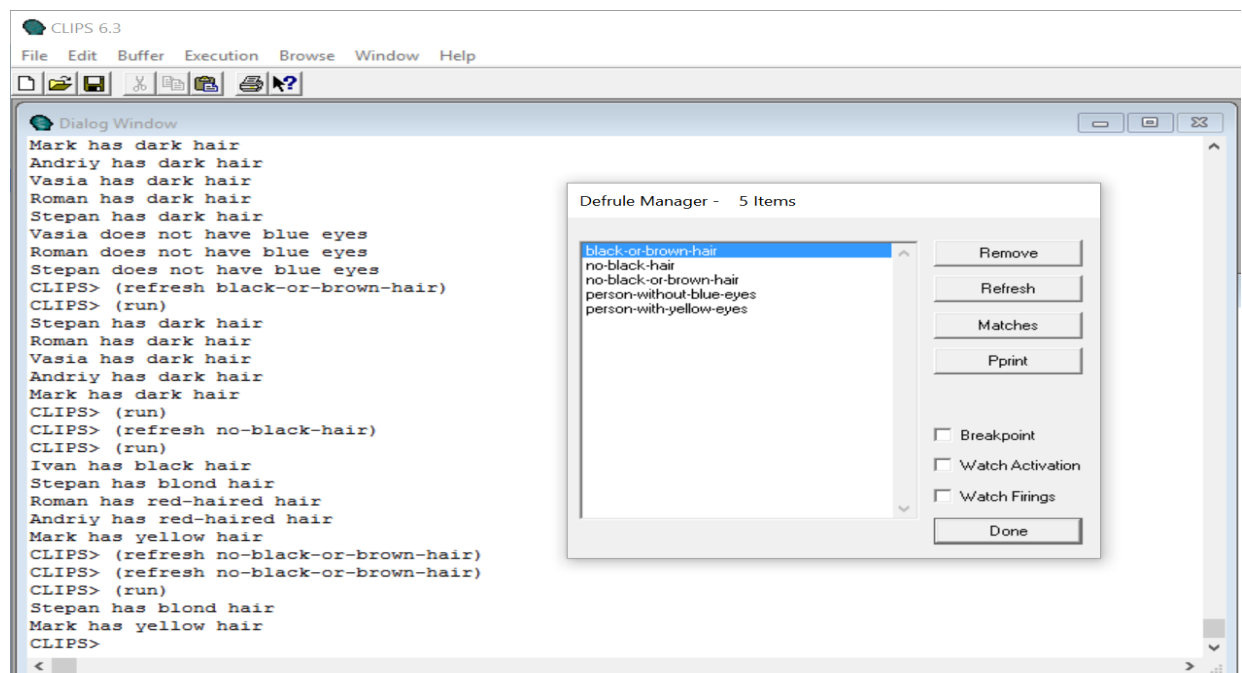 CLIPS 6.3
File Edit Buffer Execution Browse Window Help
Dialog Window
Mark has dark hair
Andriy has dark hair
Vasia has dark hair
Roman has dark hair
Stepan has dark hair
Vasia does not have blue eyes
Roman does not have blue eyes
Stepan does not have blue eyes
CLIPS> (refresh black-or-brown-hair)
CLIPS> (run)
Stepan has dark hair
Roman has dark hair
Vasia has dark hair
Andriy has dark hair
Mark has dark hair
CLIPS> (run)
CLIPS> (refresh no-black-hair)
CLIPS> (run)
Ivan has black hair
Stepan has blond hair
Roman has red-haired hair
Andriy has red-haired hair
Mark has yellow hair
CLIPS> (refresh no-black-or-brown-hair)
CLIPS> (refresh no-black-or-brown-hair)
CLIPS> (run)
Stepan has blond hair
Mark has yellow hair
CLIPS>
Defrule Manager - 5 Items
black-or-brown-hair
no-black-hair
no-black-or-brown-hair
person-without-blue-eyes
person-with-yellow-eyes
Remove
Refresh
Matches
Pprint
Breakpoint
Watch Activation
Watch Firings
Done